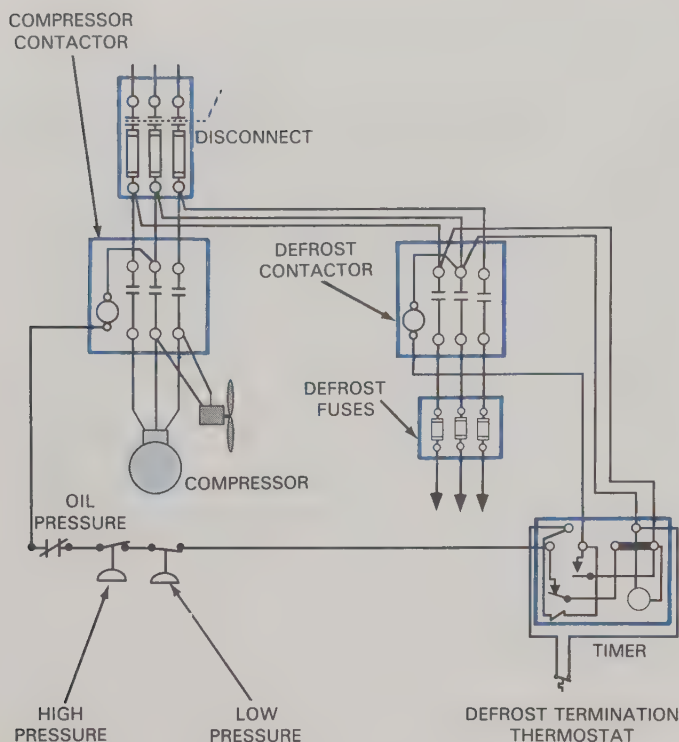 COMPRESSOR
CONTACTOR
DISCONNECT
DEFROST
CONTACTOR
DEFROST
FUSES
COMPRESSOR
OIL
PRESSURE
TIMER
HIGH
PRESSURE
LOW
PRESSURE
DEFROST TERMINATION
THERMOSTAT